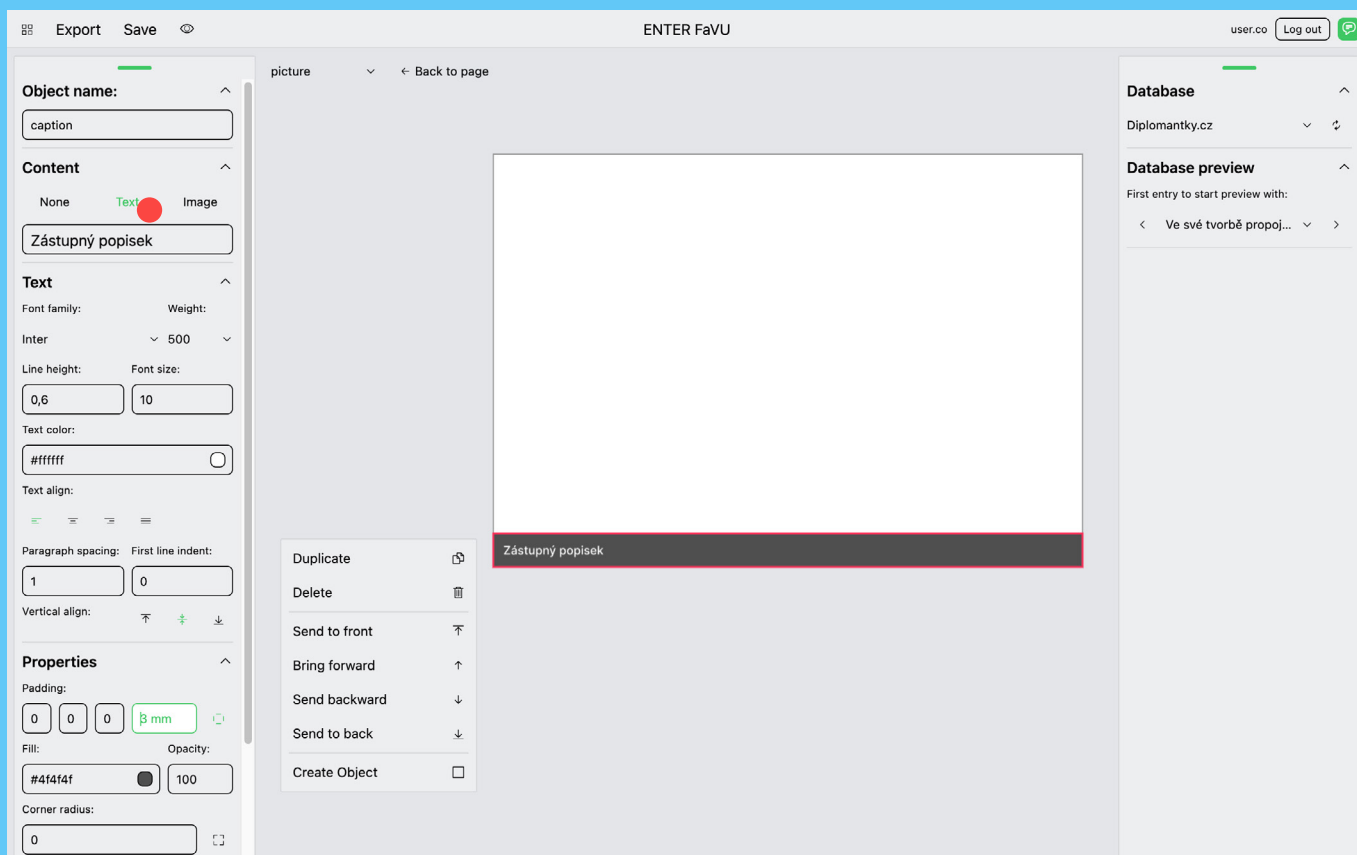 Export Save ENTER FaVU user.co Log out
picture ← Back to page
Object name:
caption
Content
None Text Image
Zástupný popisek
Text
Font family: Weight:
Inter 500
Line height: Font size:
0,6 10
Text color:
#ffffff
Text align:
Paragraph spacing: First line indent:
1 0
Vertical align:
Properties
Padding:
0 0 0 3 mm
Fill: Opacity:
#4f4f4f 100
Corner radius:
0
Zástupný popisek
Duplicate
Delete
Send to front
Bring forward
Send backward
Send to back
Create Object
Database
Diplomantky.cz
Database preview
First entry to start preview with:
Ve své tvorbě propoj...